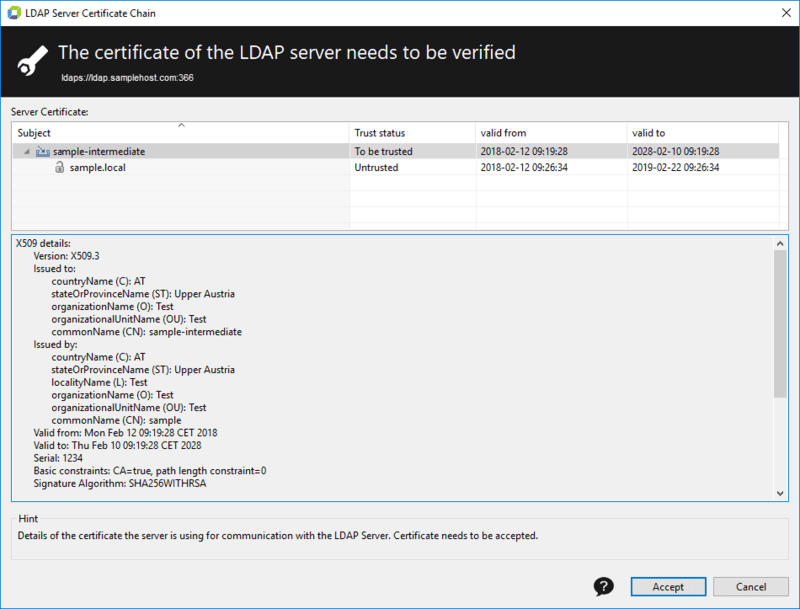 LDAP Server Certificate Chain
The certificate of the LDAP server needs to be verified
ldaps://ldap.samplehost.com:366
Server Certificate:
Subject Trust status valid from valid to
sample-intermediate To be trusted 2018-02-12 09:19:28 2028-02-10 09:19:28
sample.local Untrusted 2018-02-12 09:26:34 2019-02-22 09:26:34
X509 details:
Version: X509.3
Issued to:
countryName (C): AT
stateOrProvinceName (ST): Upper Austria
organizationName (O): Test
organizationalUnitName (OU): Test
commonName (CN): sample-intermediate
Issued by:
countryName (C): AT
stateOrProvinceName (ST): Upper Austria
localityName (L): Test
organizationName (O): Test
organizationalUnitName (OU): Test
commonName (CN): sample
Valid from: Mon Feb 12 09:19:28 CET 2018
Valid to: Thu Feb 10 09:19:28 CET 2028
Serial: 1234
Basic constraints: CA=true, path length constraint=0
Signature Algorithm: SHA256WITHRSA
Hint
Details of the certificate the server is using for communication with the LDAP Server. Certificate needs to be accepted.
? Accept Cancel